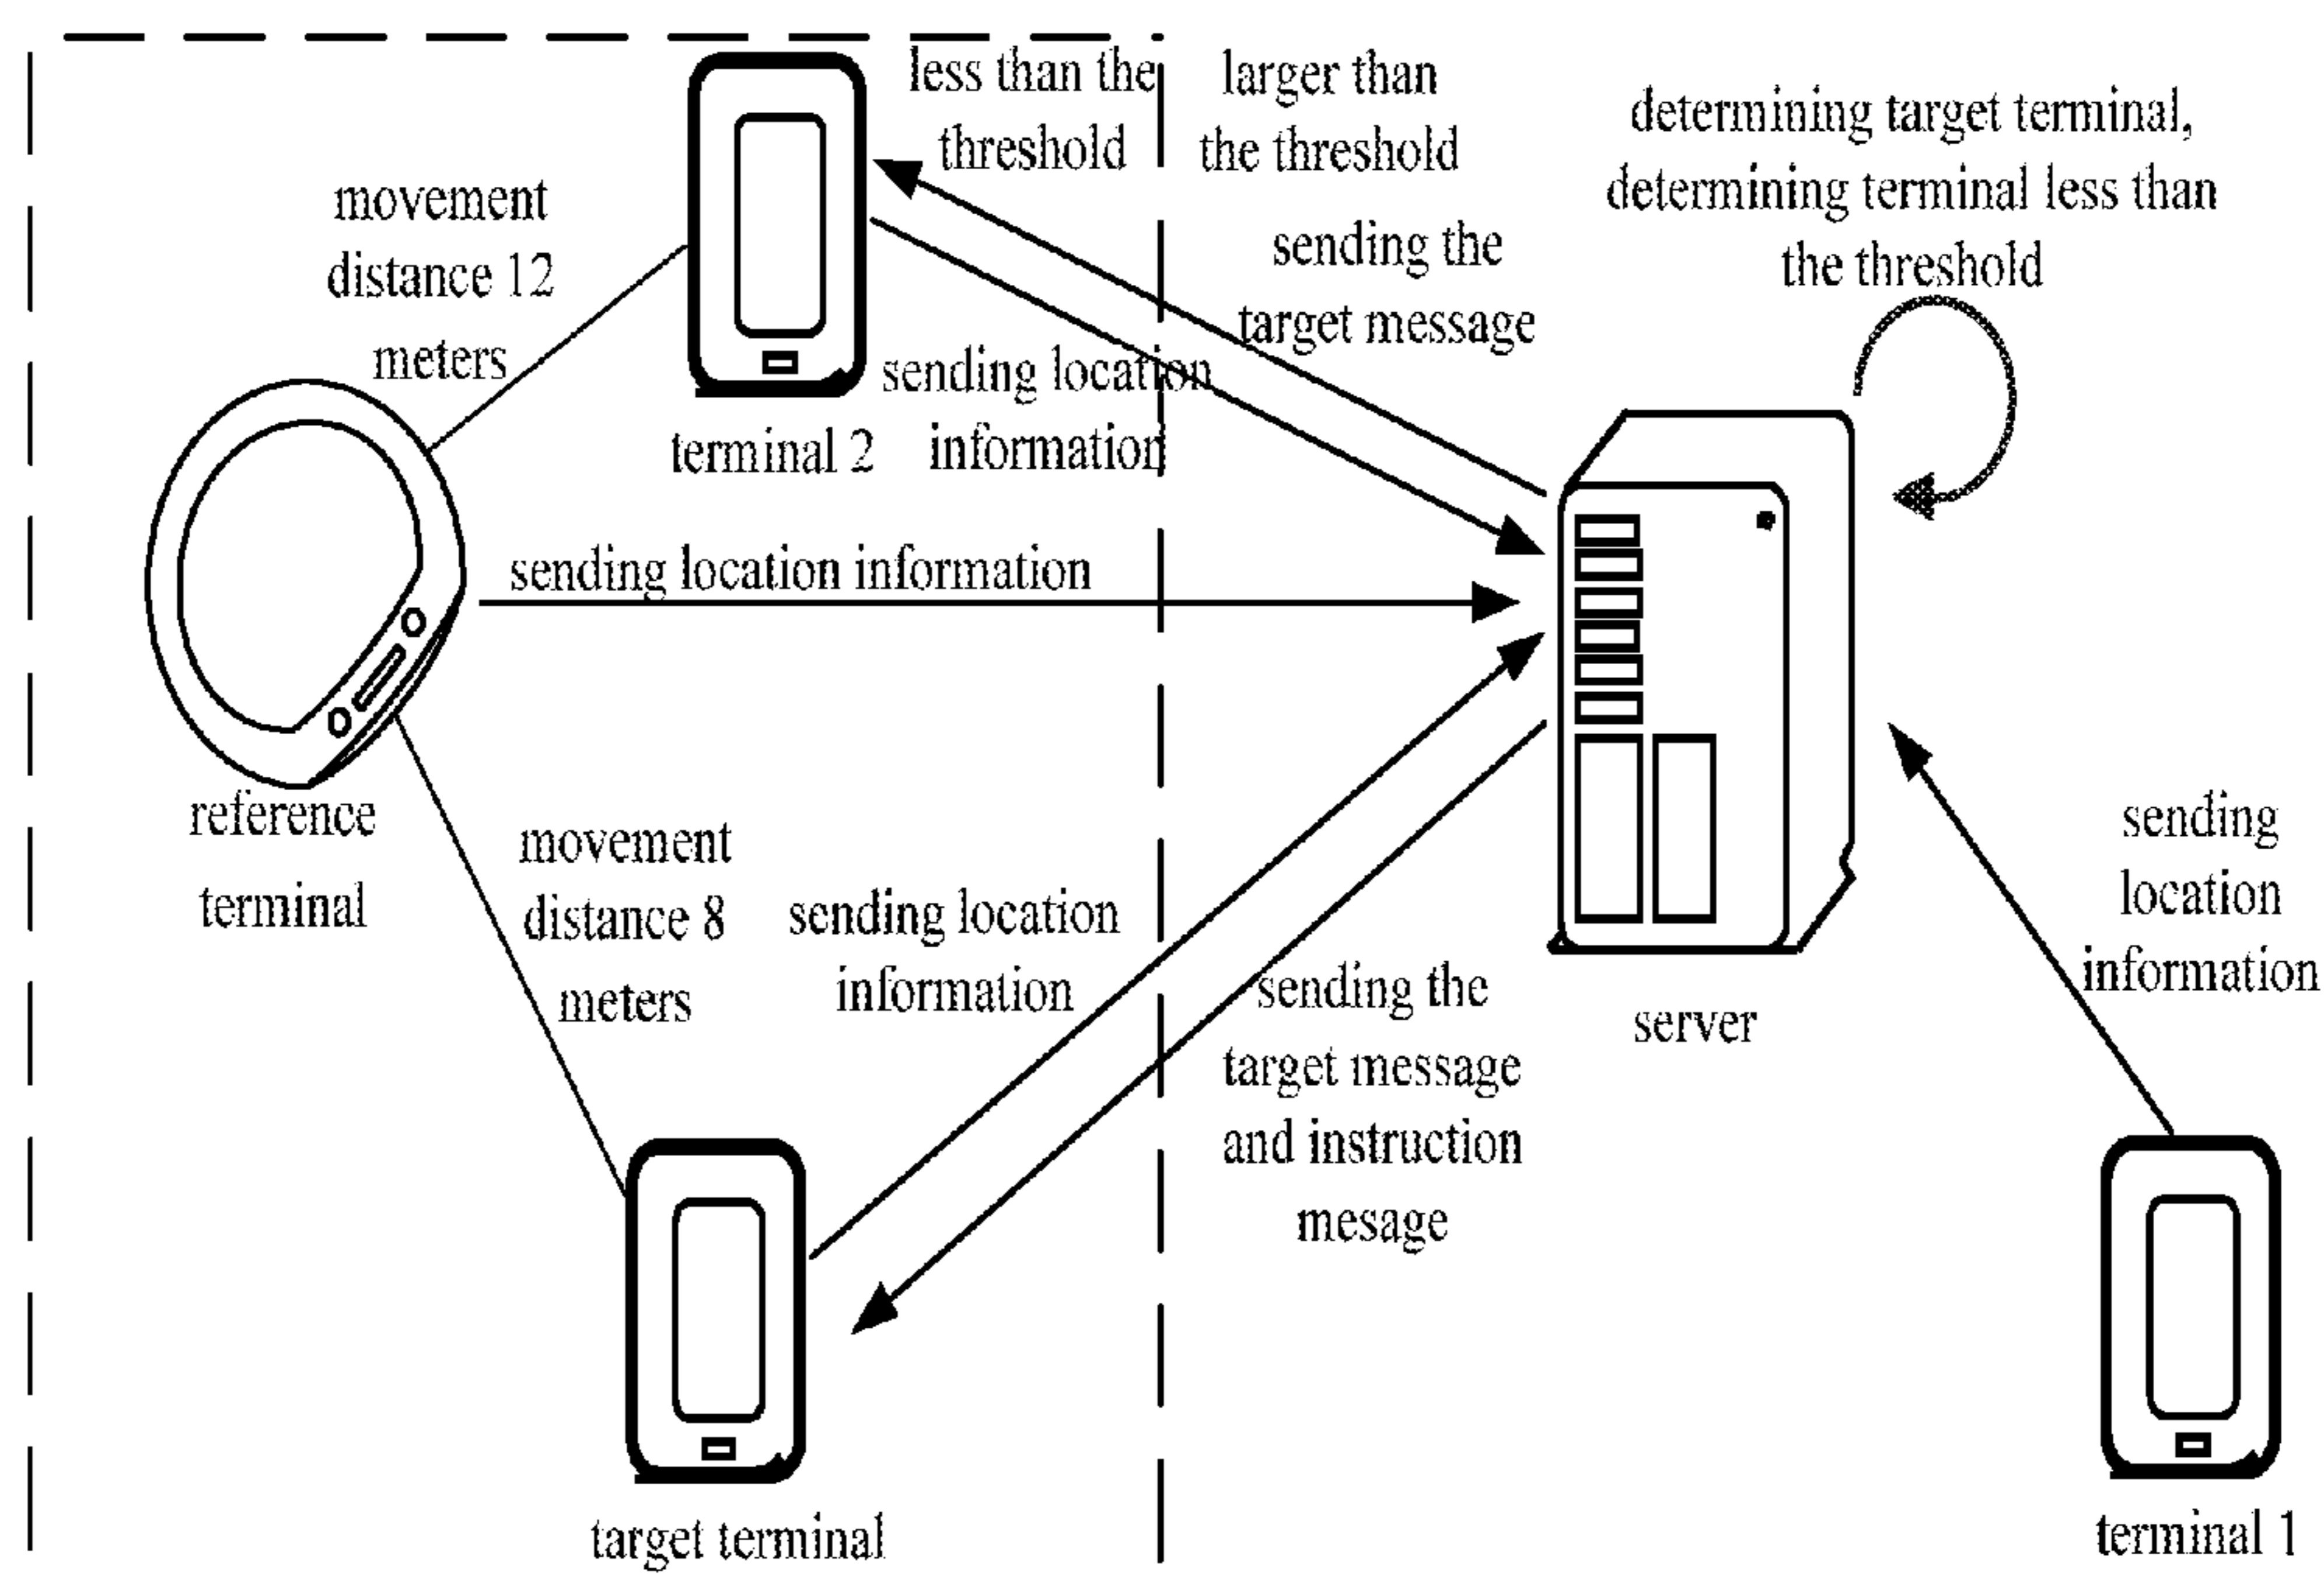 less than the
threshold
larger than
the threshold
determining target terminal,
determining terminal less than
the threshold
movement
distance 12
meters
sending the
target message
sending location
information
terminal 2
sending location information
reference
terminal
movement
distance 8
meters
sending location
information
sending the
target message
and instruction
mesage
server
sending
location
information
target terminal
terminal 1